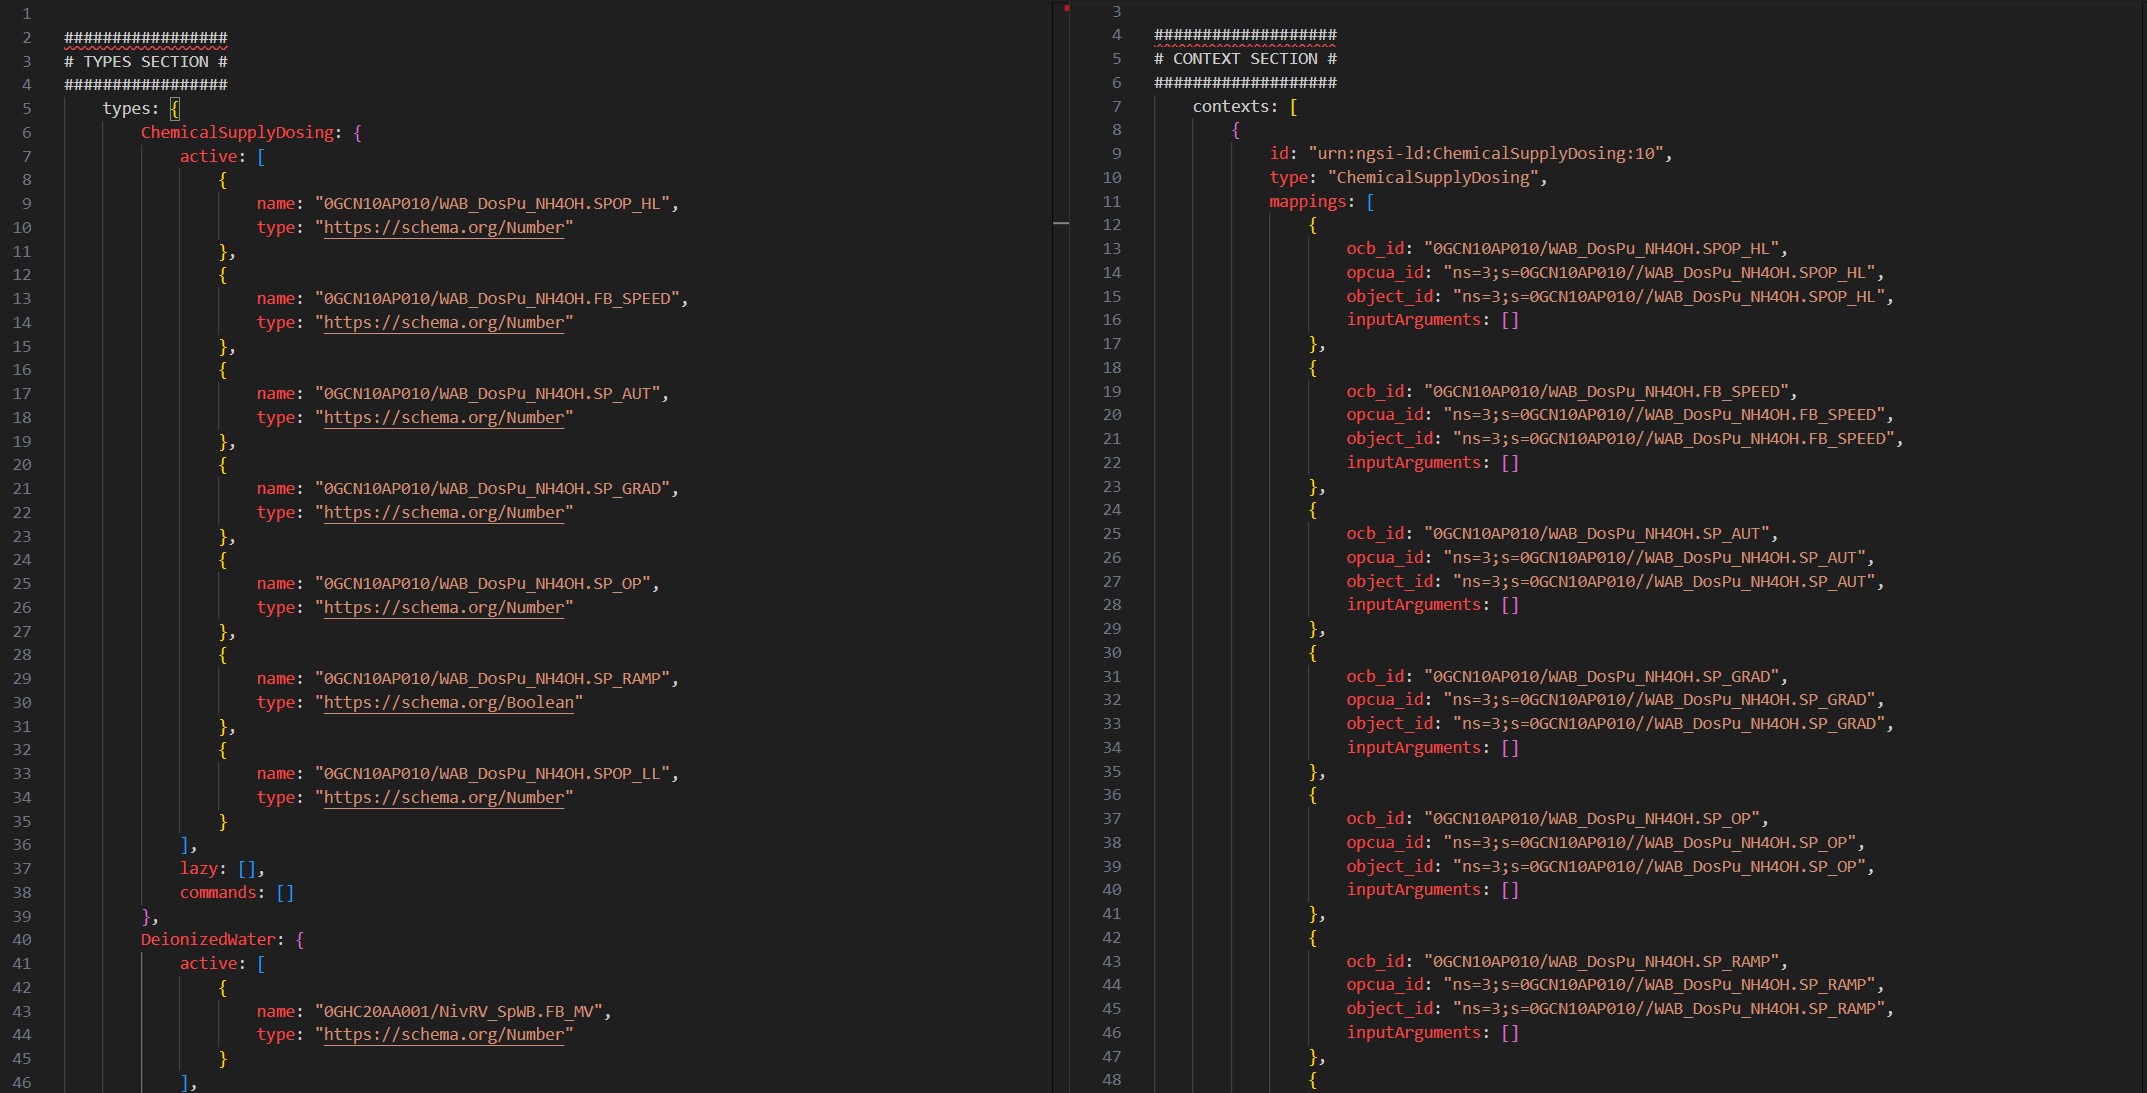 1
2 #################
3 # TYPES SECTION #
4 #################
5 types: {
6 ChemicalSupplyDosing: {
7 active: [
8 {
9 name: "0GCN10AP010/WAB_DosPu_NH4OH.SPOP_HL",
10 type: "https://schema.org/Number"
11 },
12 {
13 name: "0GCN10AP010/WAB_DosPu_NH4OH.FB_SPEED",
14 type: "https://schema.org/Number"
15 },
16 {
17 name: "0GCN10AP010/WAB_DosPu_NH4OH.SP_AUT",
18 type: "https://schema.org/Number"
19 },
20 {
21 name: "0GCN10AP010/WAB_DosPu_NH4OH.SP_GRAD",
22 type: "https://schema.org/Number"
23 },
24 {
25 name: "0GCN10AP010/WAB_DosPu_NH4OH.SP_OP",
26 type: "https://schema.org/Number"
27 },
28 {
29 name: "0GCN10AP010/WAB_DosPu_NH4OH.SP_RAMP",
30 type: "https://schema.org/Boolean"
31 },
32 {
33 name: "0GCN10AP010/WAB_DosPu_NH4OH.SPOP_LL",
34 type: "https://schema.org/Number"
35 }
36 ],
37 lazy: [],
38 commands: []
39 },
40 DeionizedWater: {
41 active: [
42 {
43 name: "0GHC20AA001/NivRV_SpWB.FB_MV",
44 type: "https://schema.org/Number"
45 }
46 ],
3
4 ###################
5 # CONTEXT SECTION #
6 ###################
7 contexts: [
8 {
9 id: "urn:ngsi-ld:ChemicalSupplyDosing:10",
10 type: "ChemicalSupplyDosing",
11 mappings: [
12 {
13 ocb_id: "0GCN10AP010/WAB_DosPu_NH4OH.SPOP_HL",
14 opcua_id: "ns=3;s=0GCN10AP010//WAB_DosPu_NH4OH.SPOP_HL",
15 object_id: "ns=3;s=0GCN10AP010//WAB_DosPu_NH4OH.SPOP_HL",
16 inputArguments: []
17 },
18 {
19 ocb_id: "0GCN10AP010/WAB_DosPu_NH4OH.FB_SPEED",
20 opcua_id: "ns=3;s=0GCN10AP010//WAB_DosPu_NH4OH.FB_SPEED",
21 object_id: "ns=3;s=0GCN10AP010//WAB_DosPu_NH4OH.FB_SPEED",
22 inputArguments: []
23 },
24 {
25 ocb_id: "0GCN10AP010/WAB_DosPu_NH4OH.SP_AUT",
26 opcua_id: "ns=3;s=0GCN10AP010//WAB_DosPu_NH4OH.SP_AUT",
27 object_id: "ns=3;s=0GCN10AP010//WAB_DosPu_NH4OH.SP_AUT",
28 inputArguments: []
29 },
30 {
31 ocb_id: "0GCN10AP010/WAB_DosPu_NH4OH.SP_GRAD",
32 opcua_id: "ns=3;s=0GCN10AP010//WAB_DosPu_NH4OH.SP_GRAD",
33 object_id: "ns=3;s=0GCN10AP010//WAB_DosPu_NH4OH.SP_GRAD",
34 inputArguments: []
35 },
36 {
37 ocb_id: "0GCN10AP010/WAB_DosPu_NH4OH.SP_OP",
38 opcua_id: "ns=3;s=0GCN10AP010//WAB_DosPu_NH4OH.SP_OP",
39 object_id: "ns=3;s=0GCN10AP010//WAB_DosPu_NH4OH.SP_OP",
40 inputArguments: []
41 },
42 {
43 ocb_id: "0GCN10AP010/WAB_DosPu_NH4OH.SP_RAMP",
44 opcua_id: "ns=3;s=0GCN10AP010//WAB_DosPu_NH4OH.SP_RAMP",
45 object_id: "ns=3;s=0GCN10AP010//WAB_DosPu_NH4OH.SP_RAMP",
46 inputArguments: []
47 },
48 {